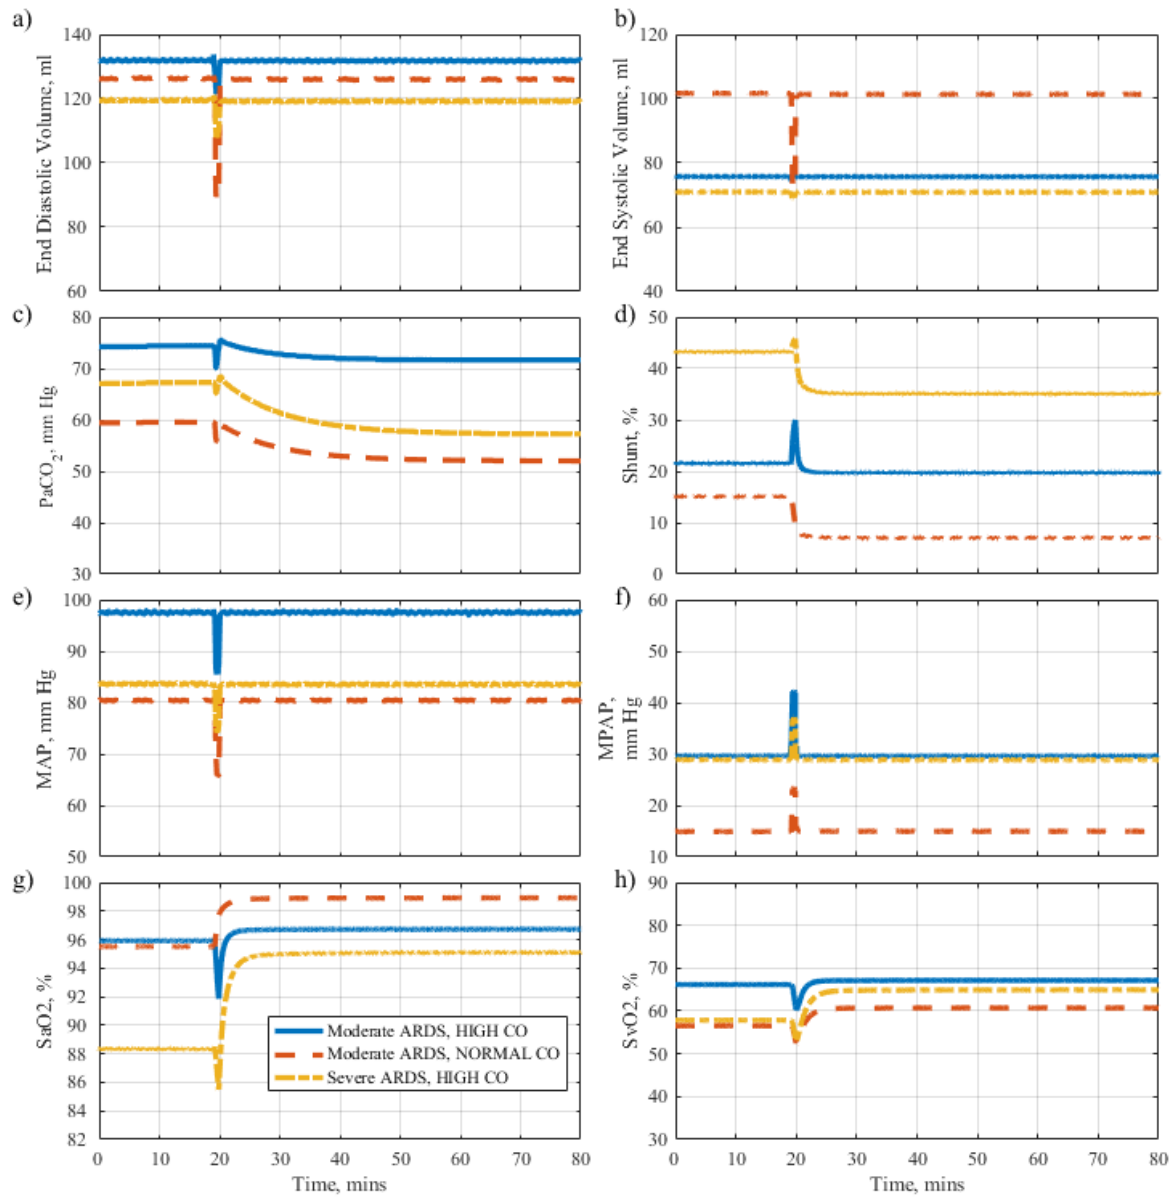 a)
140
120
100
80
60
End Diastolic Volume, ml
b)
120
100
80
60
40
End Systolic Volume, ml
c)
80
70
60
50
40
30
PaCO2, mm Hg
d)
50
40
30
20
10
0
Shunt, %
e)
100
90
80
70
60
50
MAP, mm Hg
f)
60
50
40
30
20
10
MPAP,
mm Hg
g)
100
98
96
94
92
90
88
86
84
82
SaO2, %
Moderate ARDS, HIGH CO
Moderate ARDS, NORMAL CO
Severe ARDS, HIGH CO
0 10 20 30 40 50 60 70 80
Time, mins
h)
90
80
70
60
50
40
30
SvO2, %
0 10 20 30 40 50 60 70 80
Time, mins